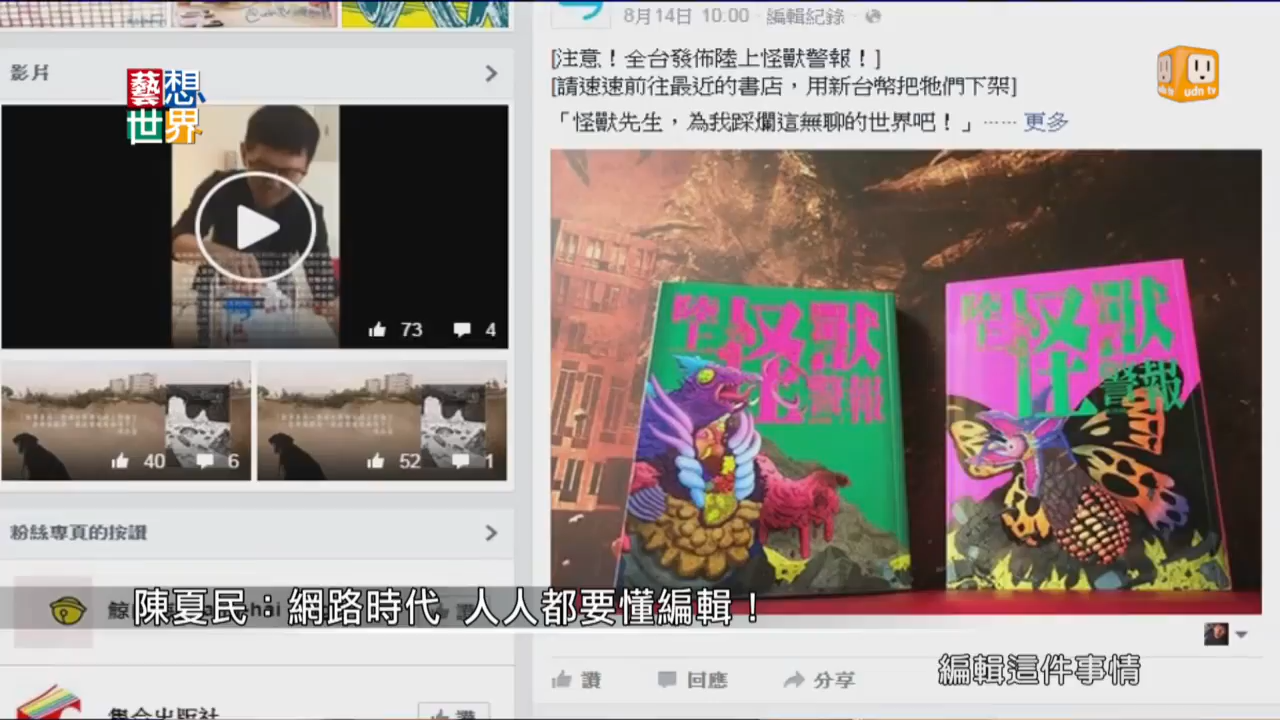 8月14日 10:00 · 編輯紀錄 ·
[注意！全台發佈陸上怪獸警報！]
[請速速前往最近的書店，用新台幣把牠們下架]
「怪獸先生，為我踩爛這無聊的世界吧！」…… 更多
影片
藝想
世界
udn tv
73 4
40 6
52 1
陸上怪獸
警報
陸上怪獸
警報
粉絲專頁的按讚
陳夏民：網路時代 人人都要懂編輯！
讚 回應 分享
編輯這件事情
集合出版社
讚